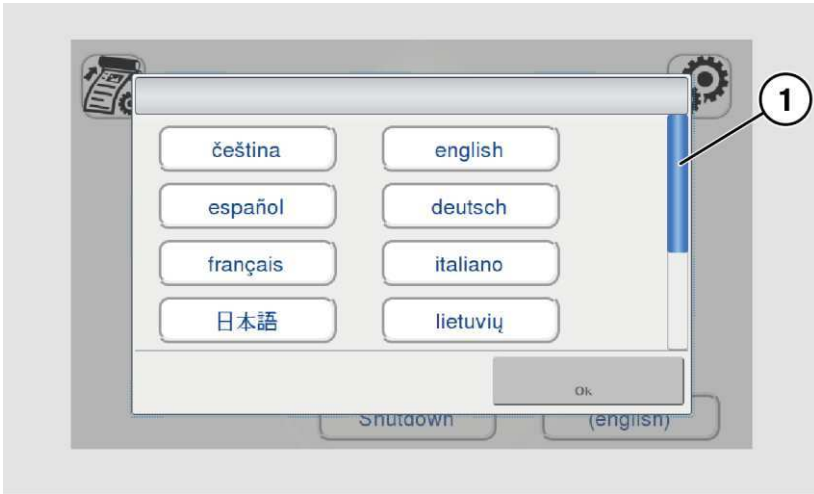 1
čeština english
español deutsch
français italiano
日本語 lietuvių
Ok
Shutdown (english)